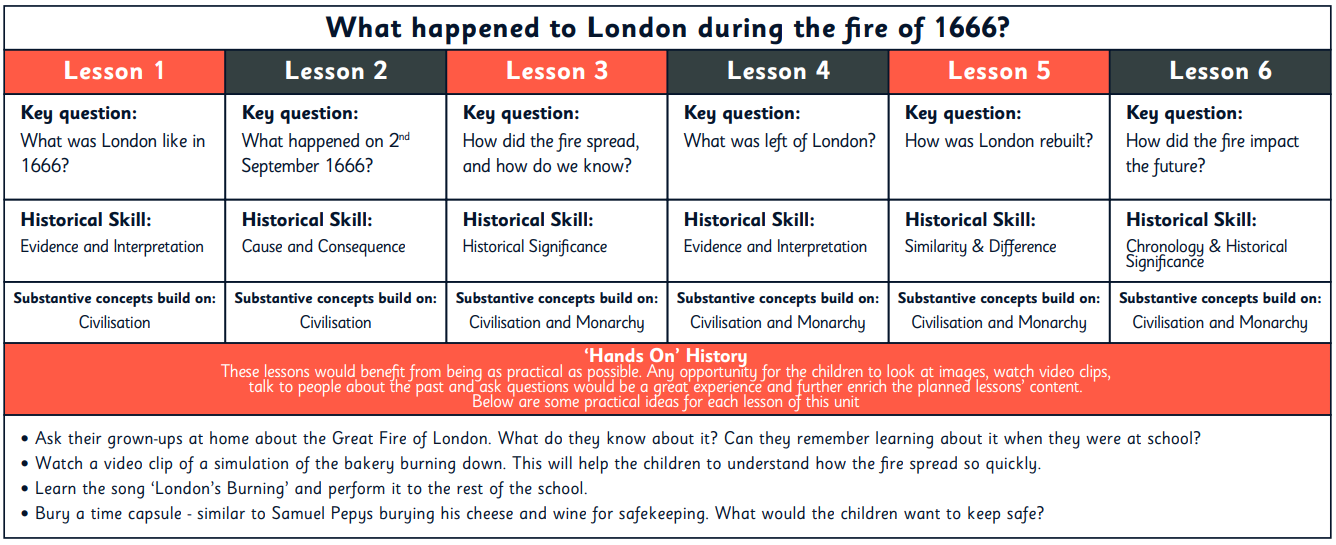 What happened to London during the fire of 1666?
Lesson 1
Lesson 2
Lesson 3
Lesson 4
Lesson 5
Lesson 6
Key question:
What was London like in
1666?
Key question:
What happened on 2nd
September 1666?
Key question:
How did the fire spread,
and how do we know?
Key question:
What was left of London?
Key question:
How was London rebuilt?
Key question:
How did the fire impact
the future?
Historical Skill:
Evidence and Interpretation
Historical Skill:
Cause and Consequence
Historical Skill:
Historical Significance
Historical Skill:
Evidence and Interpretation
Historical Skill:
Similarity & Difference
Historical Skill:
Chronology & Historical
Significance
Substantive concepts build on:
Civilisation
Substantive concepts build on:
Civilisation
Substantive concepts build on:
Civilisation and Monarchy
Substantive concepts build on:
Civilisation and Monarchy
Substantive concepts build on:
Civilisation and Monarchy
Substantive concepts build on:
Civilisation and Monarchy
‘Hands On’ History
These lessons would benefit from being as practical as possible. Any opportunity for the children to look at images, watch video clips,
talk to people about the past and ask questions would be a great experience and further enrich the planned lessons’ content.
Below are some practical ideas for each lesson of this unit
• Ask their grown-ups at home about the Great Fire of London. What do they know about it? Can they remember learning about it when they were at school?
• Watch a video clip of a simulation of the bakery burning down. This will help the children to understand how the fire spread so quickly.
• Learn the song ‘London’s Burning’ and perform it to the rest of the school.
• Bury a time capsule - similar to Samuel Pepys burying his cheese and wine for safekeeping. What would the children want to keep safe?